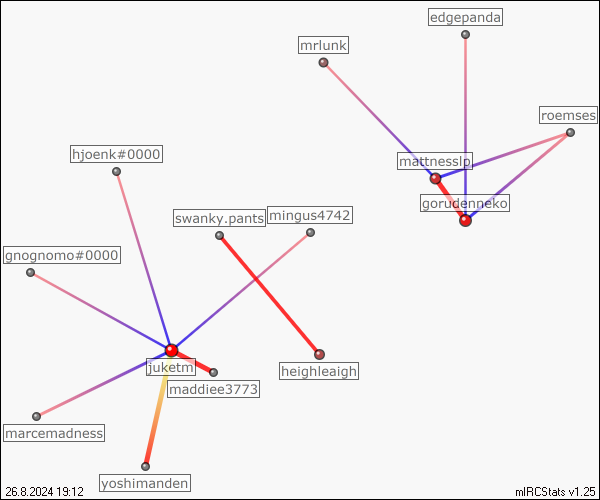 edgepanda
mrlunk
roemses
hjoenk#0000
mattnesslp
gorudenneko
swanky.pants
mingus4742
gnognomo#0000
juketm
heighleaigh
maddiee3773
marcemadness
yoshimanden
26.8.2024 19:12
mIRCStats v1.25